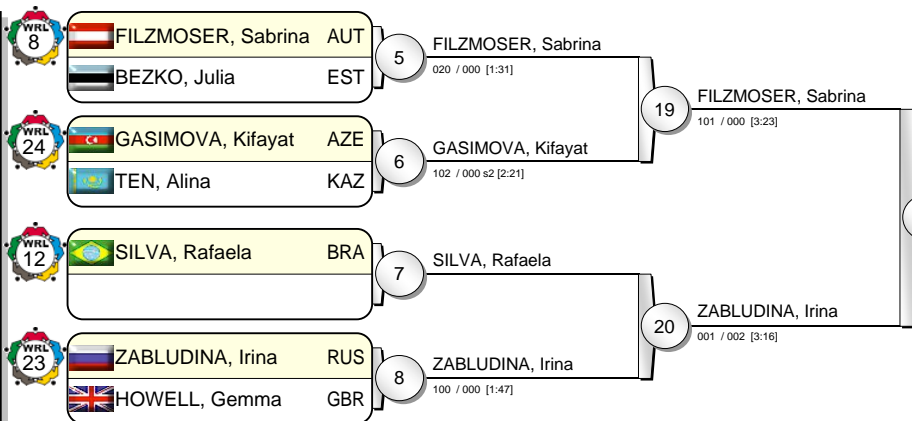 WRL
8
FILZMOSER, Sabrina AUT
BEZKO, Julia EST
5
FILZMOSER, Sabrina
020 / 000 [1:31]
WRL
24
GASIMOVA, Kifayat AZE
TEN, Alina KAZ
6
GASIMOVA, Kifayat
102 / 000 s2 [2:21]
19
FILZMOSER, Sabrina
101 / 000 [3:23]
WRL
12
SILVA, Rafaela BRA
7
SILVA, Rafaela
WRL
23
ZABLUDINA, Irina RUS
HOWELL, Gemma GBR
8
ZABLUDINA, Irina
100 / 000 [1:47]
20
ZABLUDINA, Irina
001 / 002 [3:16]